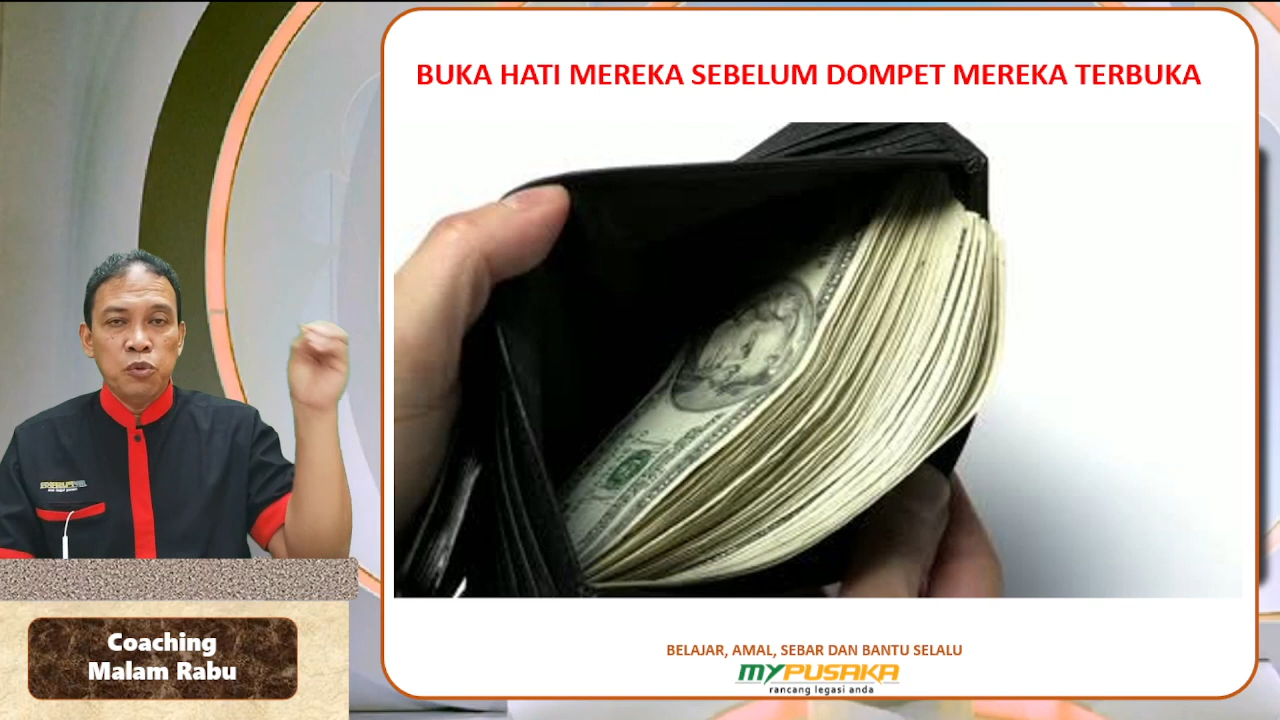 BUKA HATI MEREKA SEBELUM DOMPET MEREKA TERBUKA
BELAJAR, AMAL, SEBAR DAN BANTU SELALU
MYPUSAKA
rancang legasi anda
Coaching
Malam Rabu